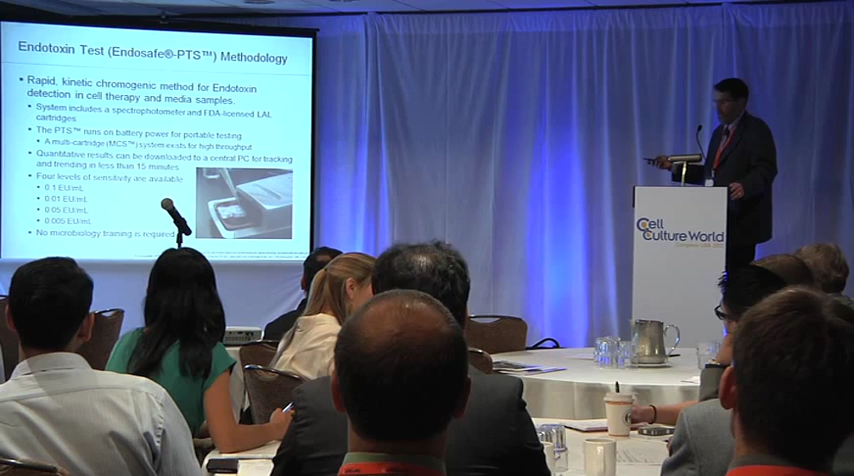 Endotoxin Test (Endosafe®-PTS™) Methodology
▪ Rapid, kinetic chromogenic method for Endotoxin
detection in cell therapy and media samples.
▪ System includes a spectrophotometer and FDA-licensed LAL
cartridges
▪ The PTS™ runs on battery power for portable testing
▪ A multi-cartridge (MCS™) system exists for high throughput
▪ Quantitative results can be downloaded to a central PC for tracking
and trending in less than 15 minutes
▪ Four levels of sensitivity are available
▪ 0.1 EU/mL
▪ 0.01 EU/mL
▪ 0.05 EU/mL
▪ 0.005 EU/mL
▪ No microbiology training is required
Cell
Culture World
Congress USA